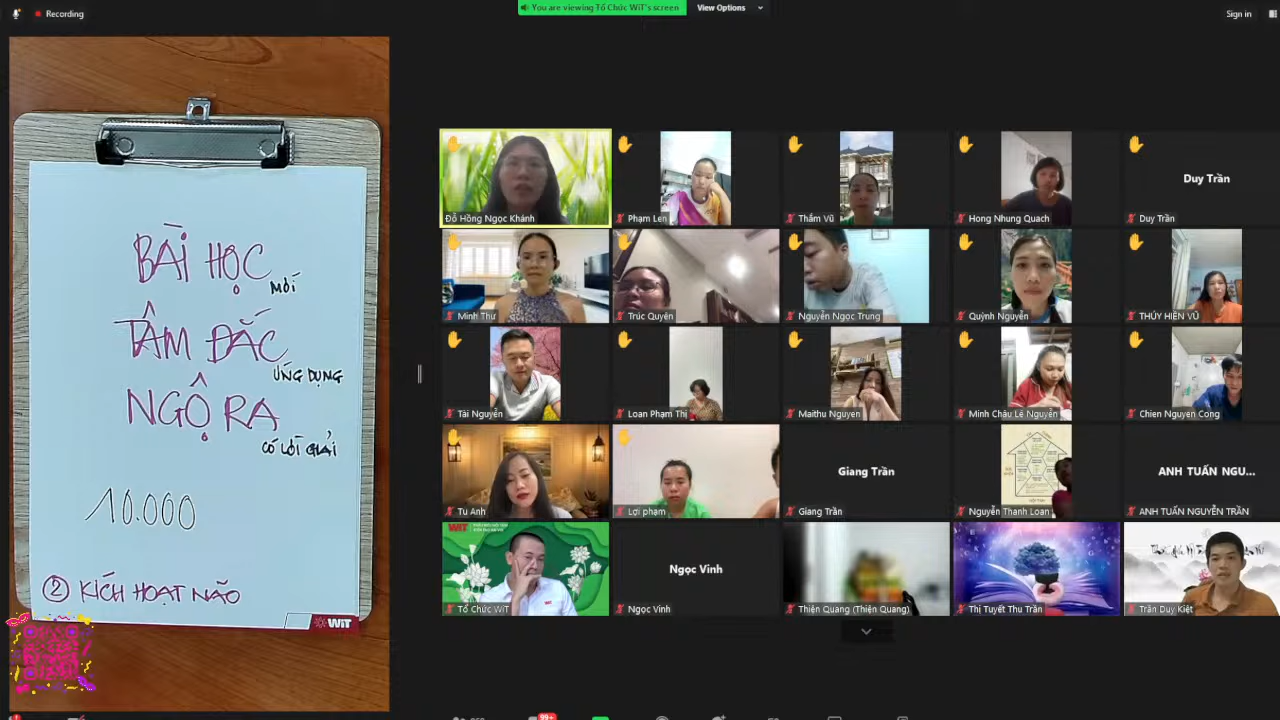 Recording
You are viewing Tổ Chức WiT's screen
View Options
Sign in
BÀI HỌC MỚI
TÂM ĐẮC ỨNG DỤNG
NGỘ RA CÓ LỜI GIẢI
10.000
② KÍCH HOẠT NÃO
WiT
Đỗ Hồng Ngọc Khánh
Phạm Len
Thắm Vũ
Hong Nhung Quach
Duy Trần
Duy Trần
Minh Thư
Trúc Quyên
Nguyễn Ngọc Trung
Quỳnh Nguyễn
THÚY HIỀN VŨ
Tài Nguyễn
Loan Phạm Thị
Maithu Nguyen
Minh Châu Lê Nguyễn
Chien Nguyen Cong
Tu Anh
Lợi phạm
Giang Trần
Giang Trần
Nguyễn Thanh Loan
ANH TUẤN NGU...
ANH TUẤN NGUYỄN TRẦN
WiT
Tổ Chức WiT
Ngọc Vinh
Ngọc Vinh
Thiện Quang (Thiện Quang)
Thị Tuyết Thu Trần
Trần Duy Kiệt
99+